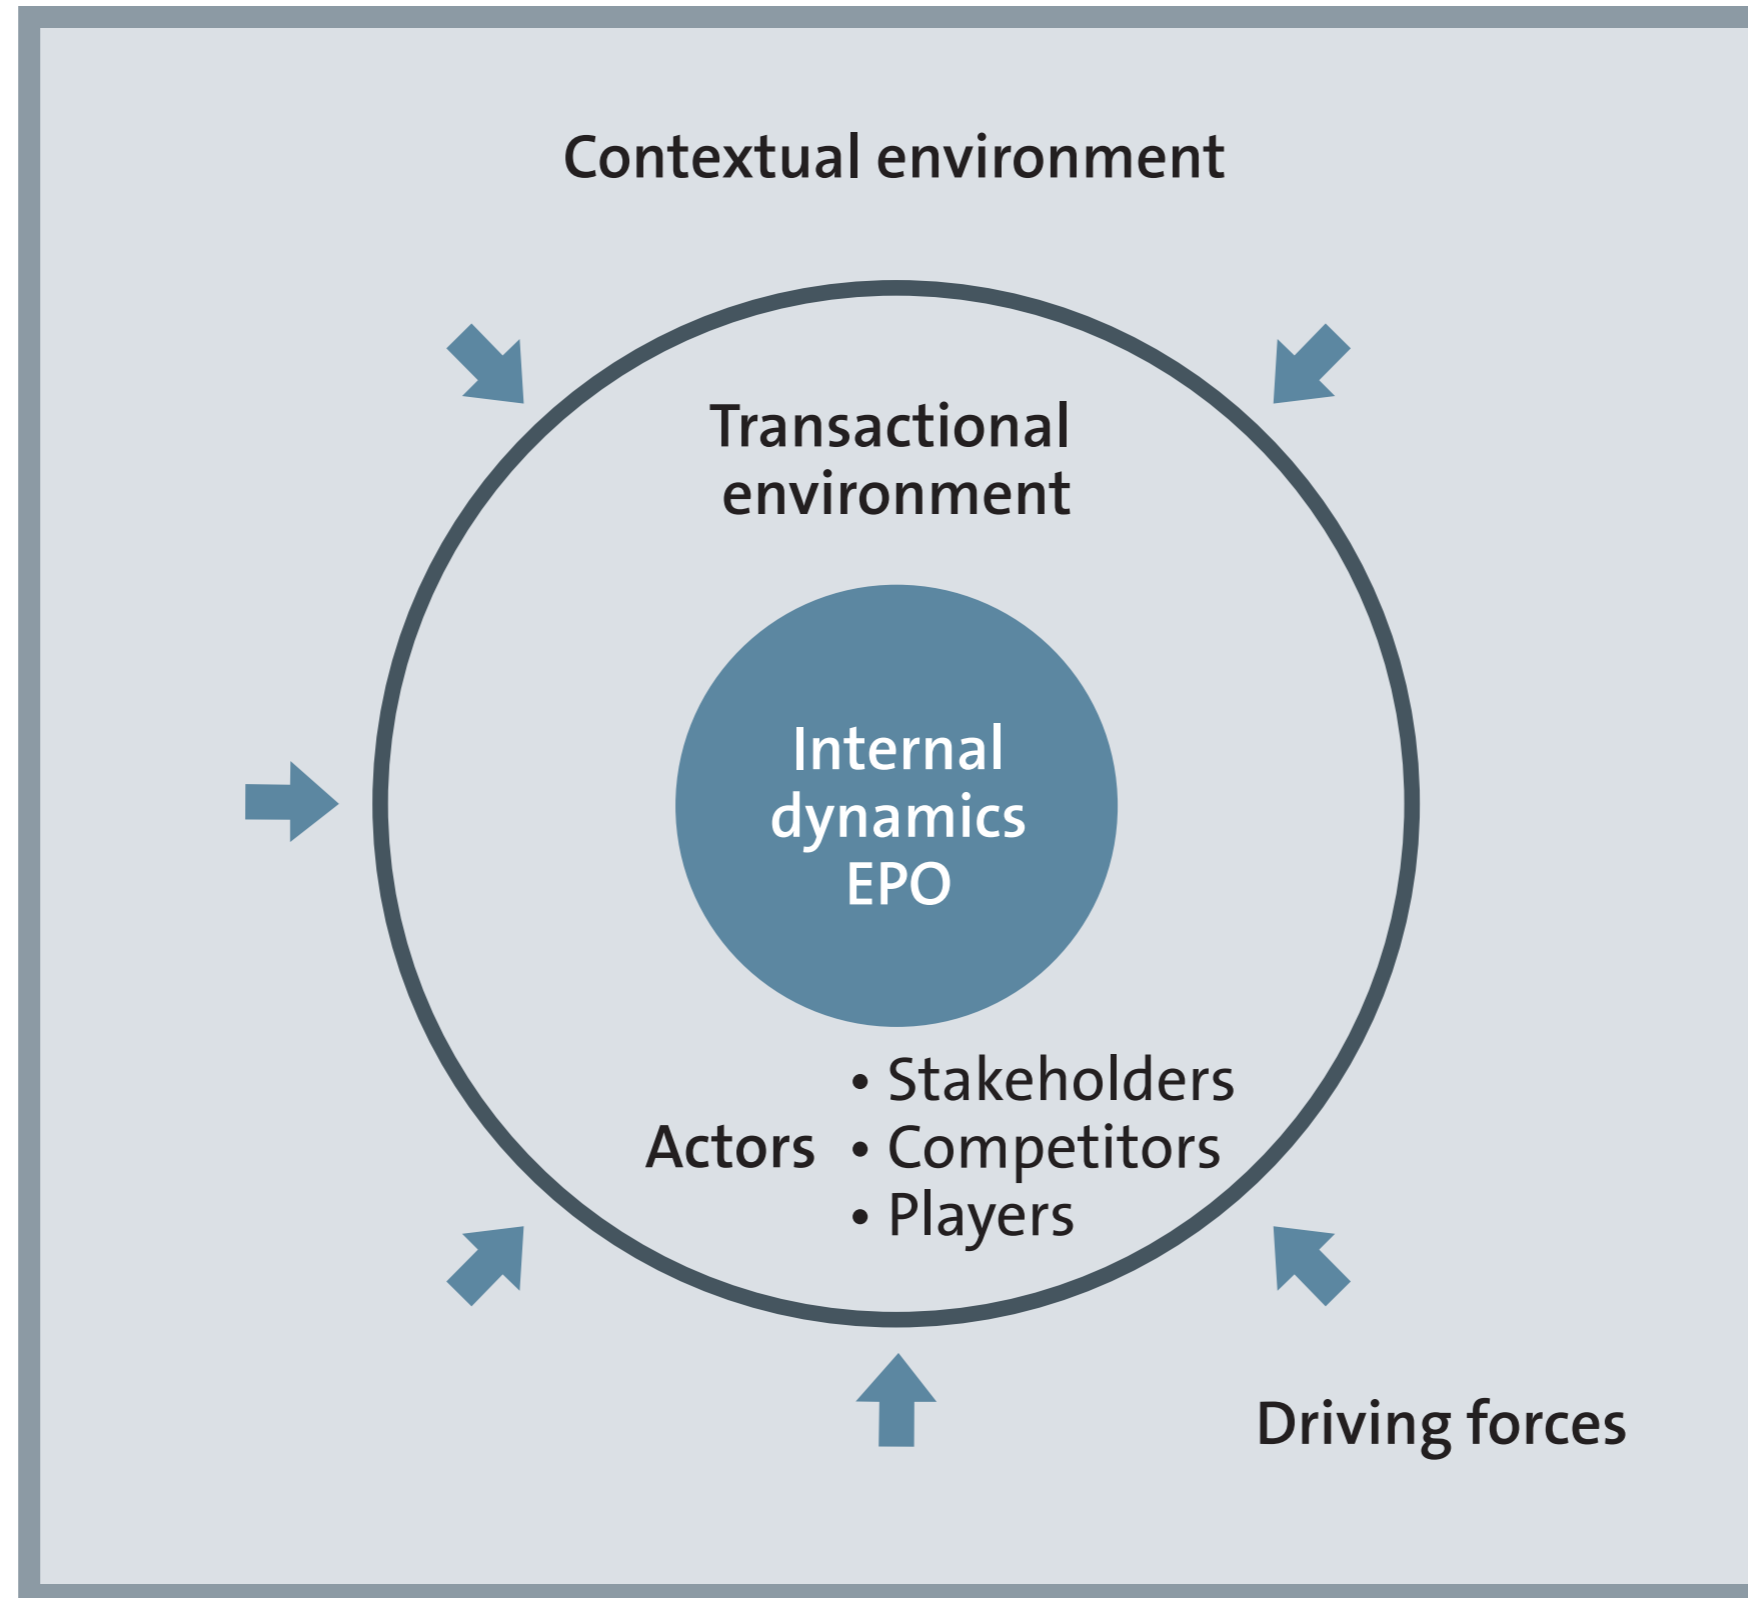 Contextual environment
Transactional
environment
Internal
dynamics
EPO
• Stakeholders
Actors • Competitors
• Players
Driving forces